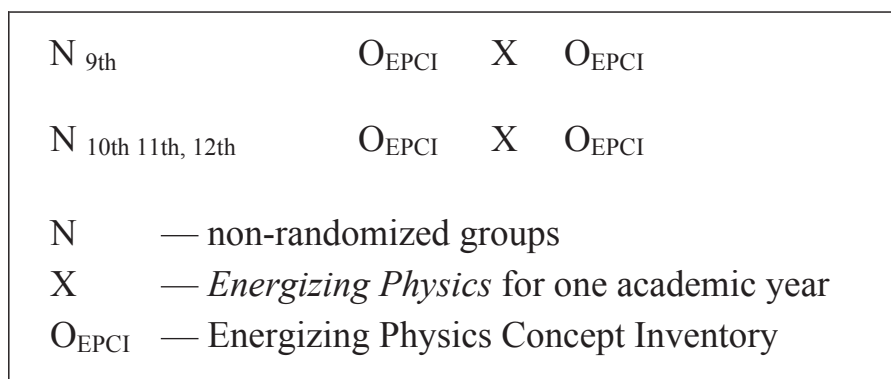 N 9th O EPCI X O EPCI
N 10th 11th, 12th O EPCI X O EPCI
N — non-randomized groups
X — Energizing Physics for one academic year
O EPCI — Energizing Physics Concept Inventory